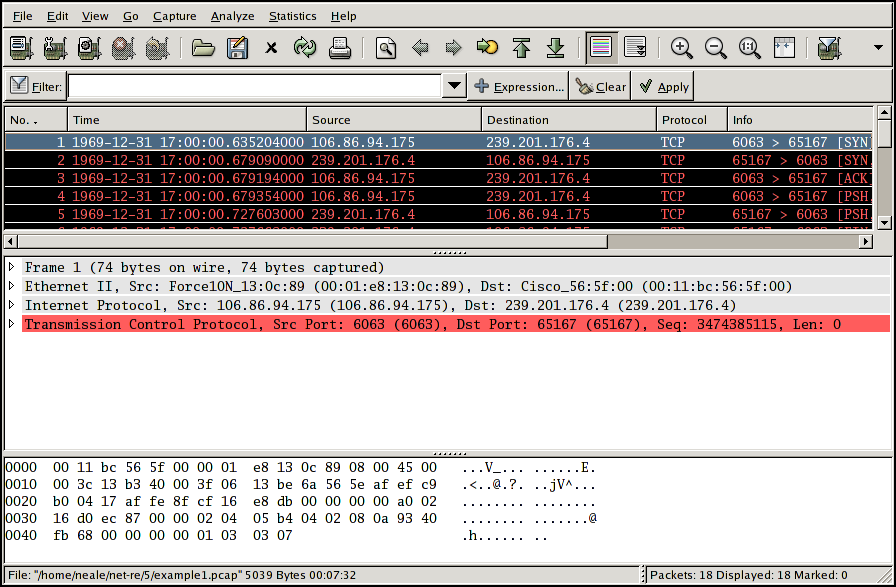 File Edit View Go Capture Analyze Statistics Help
Filter: Expression... Clear Apply
No. . Time Source Destination Protocol Info
1 1969-12-31 17:00:00.635204000 106.86.94.175 239.201.176.4 TCP 6063 > 65167 [SYN]
2 1969-12-31 17:00:00.679090000 239.201.176.4 106.86.94.175 TCP 65167 > 6063 [SYN,
3 1969-12-31 17:00:00.679194000 106.86.94.175 239.201.176.4 TCP 6063 > 65167 [ACK]
4 1969-12-31 17:00:00.679354000 106.86.94.175 239.201.176.4 TCP 6063 > 65167 [PSH,
5 1969-12-31 17:00:00.727603000 239.201.176.4 106.86.94.175 TCP 65167 > 6063 [PSH,
Frame 1 (74 bytes on wire, 74 bytes captured)
Ethernet II, Src: Force10N_13:0c:89 (00:01:e8:13:0c:89), Dst: Cisco_56:5f:00 (00:11:bc:56:5f:00)
Internet Protocol, Src: 106.86.94.175 (106.86.94.175), Dst: 239.201.176.4 (239.201.176.4)
Transmission Control Protocol, Src Port: 6063 (6063), Dst Port: 65167 (65167), Seq: 3474385115, Len: 0
0000 00 11 bc 56 5f 00 00 01 e8 13 0c 89 08 00 45 00 ...V_... ......E.
0010 00 3c 13 b3 40 00 3f 06 13 be 6a 56 5e af ef c9 .<..@.?. ..jV^...
0020 b0 04 17 af fe 8f cf 16 e8 db 00 00 00 00 a0 02 ........ ........
0030 16 d0 ec 87 00 00 02 04 05 b4 04 02 08 0a 93 40 ........ .......@
0040 fb 68 00 00 00 00 01 03 03 07 .h...... ..
File: "/home/neale/net-re/5/example1.pcap" 5039 Bytes 00:07:32 Packets: 18 Displayed: 18 Marked: 0